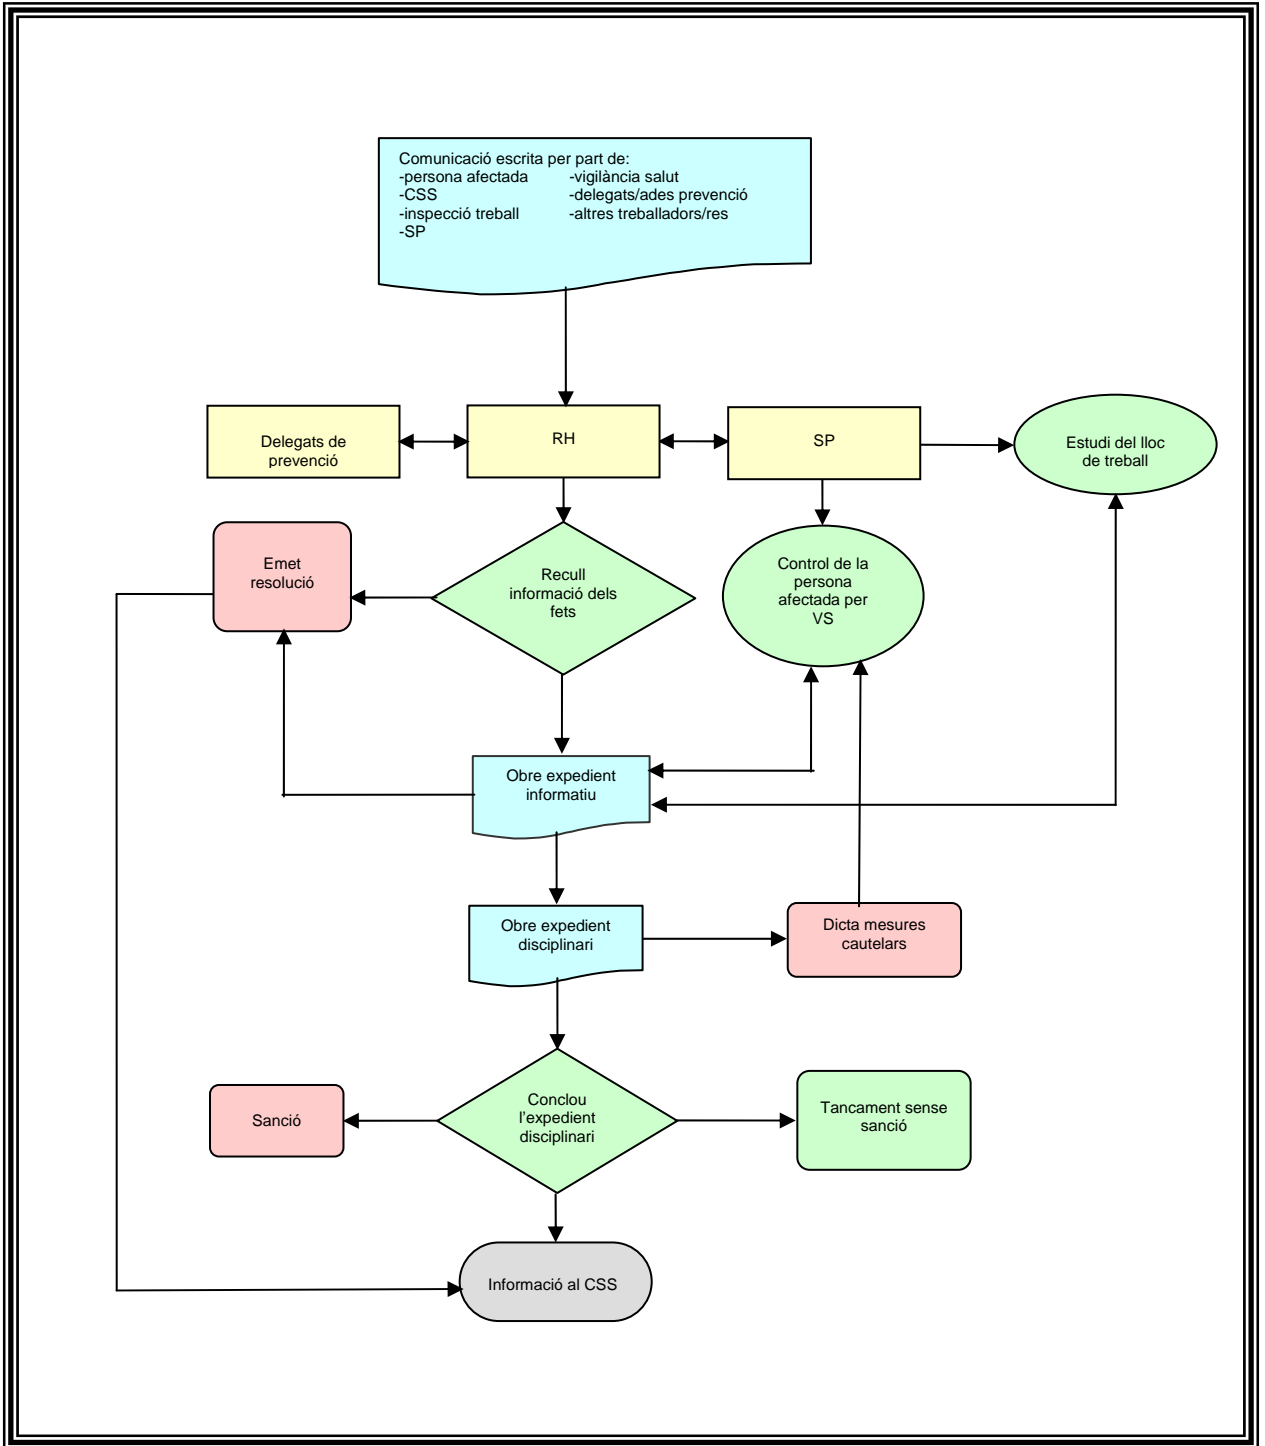 Comunicació escrita per part de:
-persona afectada -vigilància salut
-CSS -delegats/ades prevenció
-inspecció treball -altres treballadors/res
-SP
Delegats de
prevenció
RH
SP
Estudi del lloc
de treball
Emet
resolució
Recull
informació dels
fets
Control de la
persona
afectada per
VS
Obre expedient
informatiu
Obre expedient
disciplinari
Dicta mesures
cautelars
Sanció
Conclou
l’expedient
disciplinari
Tancament sense
sanció
Informació al CSS